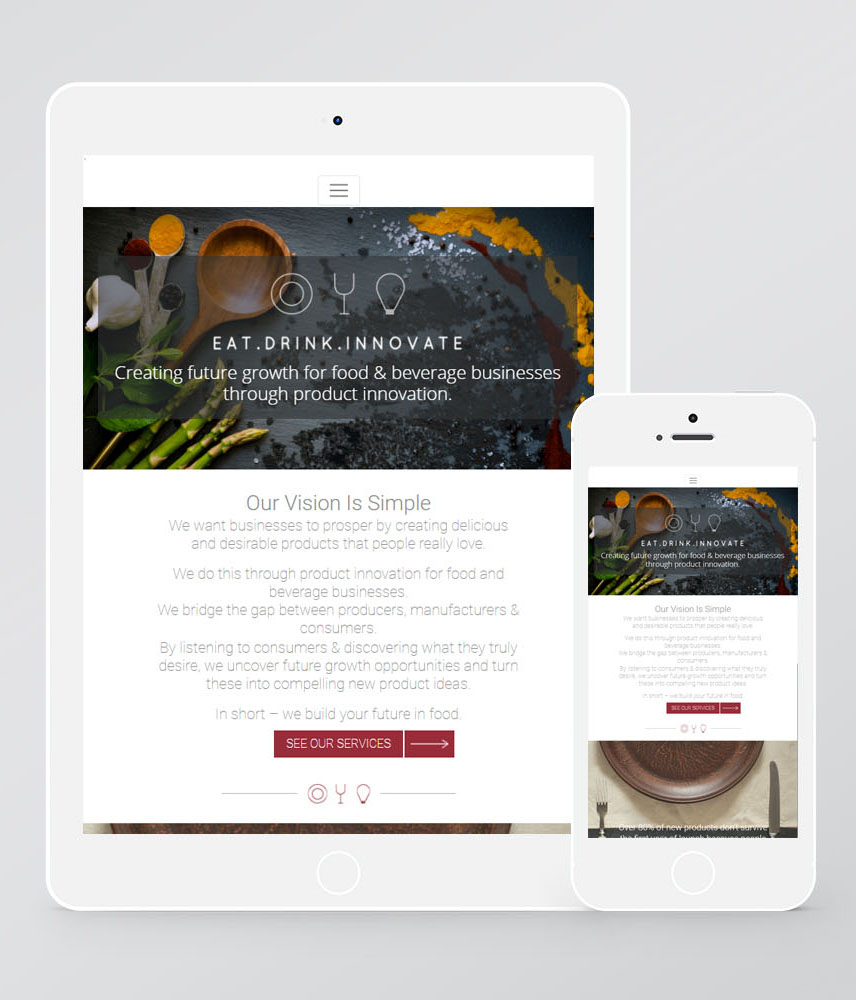 EAT.DRINK.INNOVATE
Creating future growth for food & beverage businesses
through product innovation.
Our Vision Is Simple
We want businesses to prosper by creating delicious
and desirable products that people really love.
We do this through product innovation for food and
beverage businesses.
We bridge the gap between producers, manufacturers &
consumers.
By listening to consumers & discovering what they truly
desire, we uncover future growth opportunities and turn
these into compelling new product ideas.
In short – we build your future in food.
SEE OUR SERVICES
EAT.DRINK.INNOVATE
Creating future growth for food & beverage businesses
through product innovation.
Our Vision Is Simple
We want businesses to prosper by creating delicious
and desirable products that people really love.
We do this through product innovation for food and
beverage businesses.
We bridge the gap between producers, manufacturers &
consumers.
By listening to consumers & discovering what they truly
desire, we uncover future growth opportunities and turn
these into compelling new product ideas.
In short – we build your future in food.
SEE OUR SERVICES
Over 80% of new products don't survive
the first year of launch because people